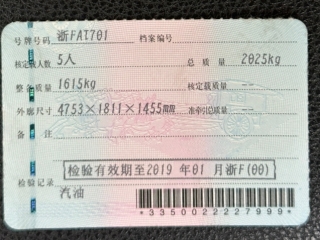 号牌号码 浙FAT701 档案编号
核定载人数 5人 总质量 2025kg
整备质量 1615kg 核定载质量 --
外廓尺寸 4753×1811×1455mm 准牵引总质量 --
备注
检验有效期至2019 年01 月浙F(00)
检验记录
汽油
*3350022227999*